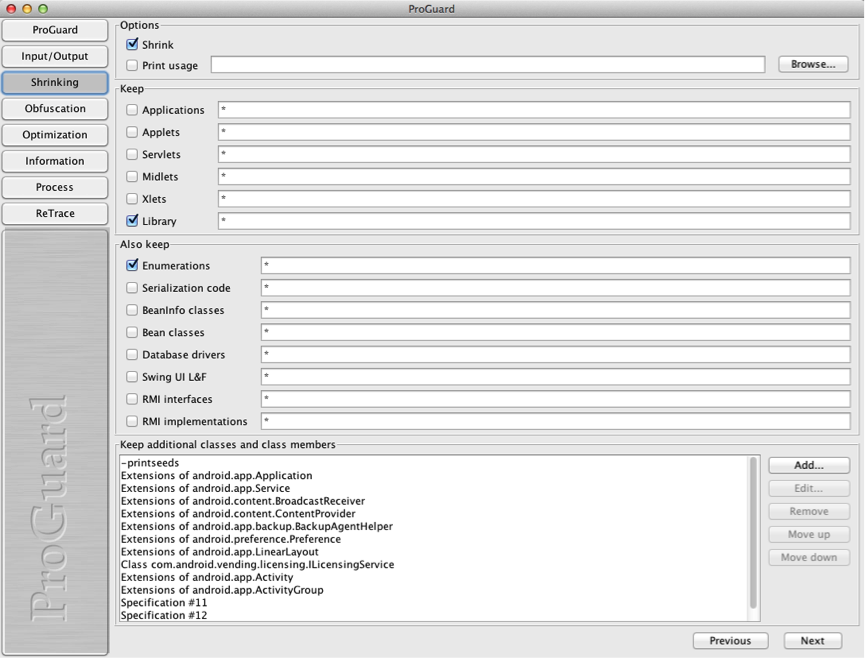 ProGuard
ProGuard
Input/Output
Shrinking
Obfuscation
Optimization
Information
Process
ReTrace
ProGuard
Options
Shrink
Print usage
Browse...
Keep
Applications *
Applets *
Servlets *
Midlets *
Xlets *
Library *
Also keep
Enumerations *
Serialization code *
BeanInfo classes *
Bean classes *
Database drivers *
Swing UI L&F *
RMI interfaces *
RMI implementations *
Keep additional classes and class members
-printseeds
Extensions of android.app.Application
Extensions of android.app.Service
Extensions of android.content.BroadcastReceiver
Extensions of android.content.ContentProvider
Extensions of android.app.backup.BackupAgentHelper
Extensions of android.preference.Preference
Extensions of android.app.LinearLayout
Class com.android.vending.licensing.ILicensingService
Extensions of android.app.Activity
Extensions of android.app.ActivityGroup
Specification #11
Specification #12
Add...
Edit...
Remove
Move up
Move down
Previous
Next